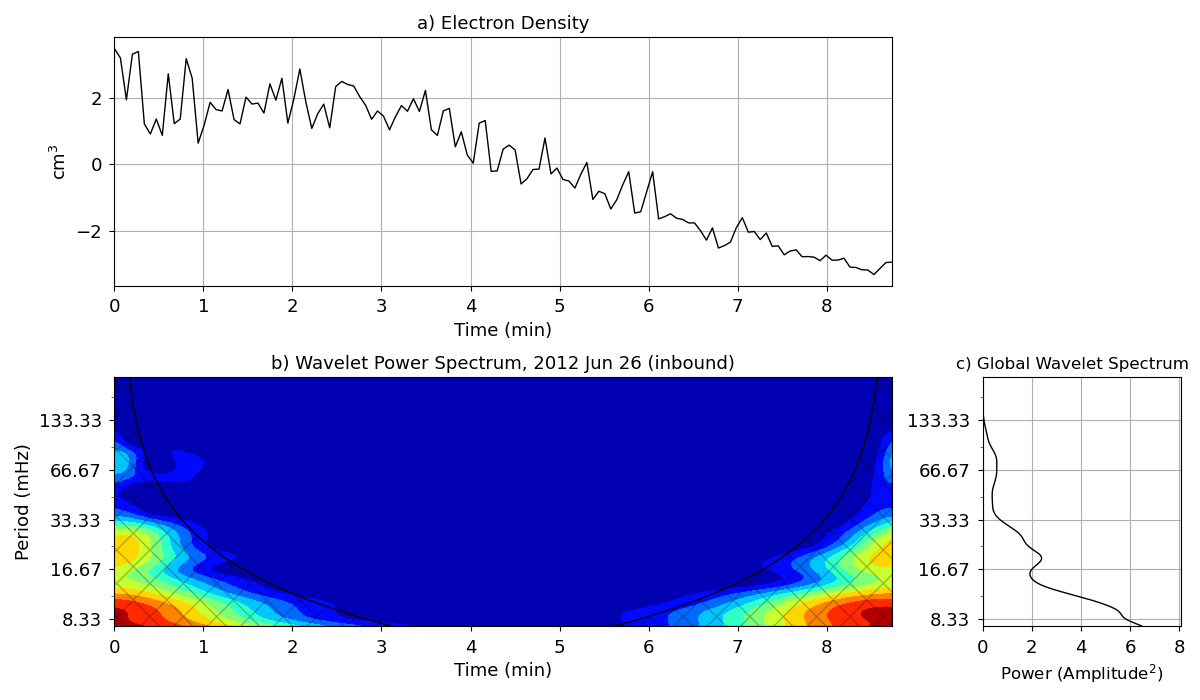 a) Electron Density
cm³
2
0
−2
0 1 2 3 4 5 6 7 8
Time (min)
b) Wavelet Power Spectrum, 2012 Jun 26 (inbound)
Period (mHz)
133.33
66.67
33.33
16.67
8.33
0 1 2 3 4 5 6 7 8
Time (min)
c) Global Wavelet Spectrum
133.33
66.67
33.33
16.67
8.33
0 2 4 6 8
Power (Amplitude²)